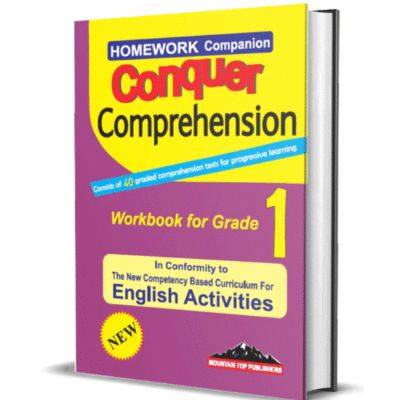 HOMEWORK Companion
Conquer
Comprehension
Consists of 40 graded comprehension texts for progressive learning
Workbook for Grade 1
In Conformity to
The New Competency Based Curriculum For
English Activities
NEW
MOUNTAIN TOP PUBLISHERS